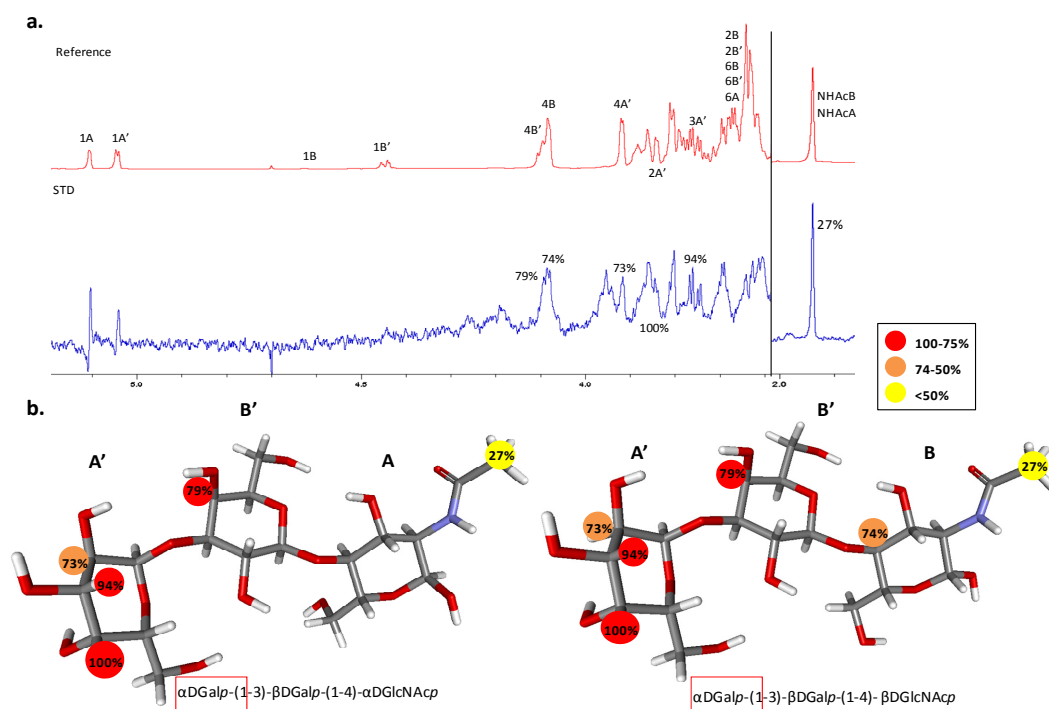 a.
Reference
1A
1A′
1B
1B′
4B′
4B
4A′
2A′
3A′
2B
2B′
6B
6B′
6A
NHAcB
NHAcA
STD
79%
74%
73%
100%
94%
27%
5.0
4.5
4.0
2.0
100-75%
74-50%
<50%
b.
A′
B′
A
79%
27%
73%
94%
100%
αDGalp-(1-3)-βDGalp-(1-4)-αDGlcNAcp
A′
B′
B
79%
27%
73%
94%
74%
100%
αDGalp-(1-3)-βDGalp-(1-4)- βDGlcNAcp